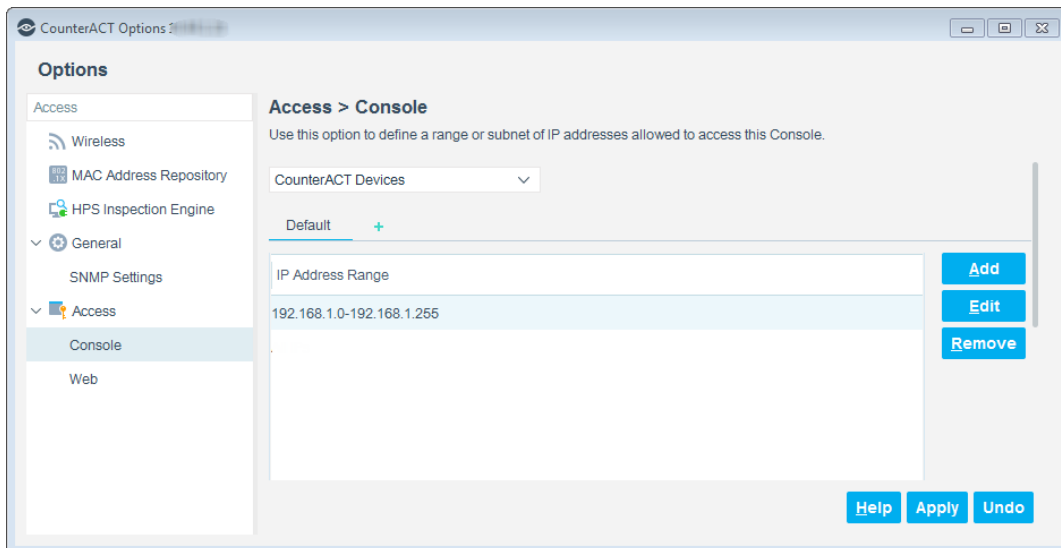 CounterACT Options
Options
Access
Wireless
802
.1X
MAC Address Repository
HPS Inspection Engine
General
SNMP Settings
Access
Console
Web
Access > Console
Use this option to define a range or subnet of IP addresses allowed to access this Console.
CounterACT Devices
Default +
IP Address Range
192.168.1.0-192.168.1.255
Add
Edit
Remove
Help Apply Undo